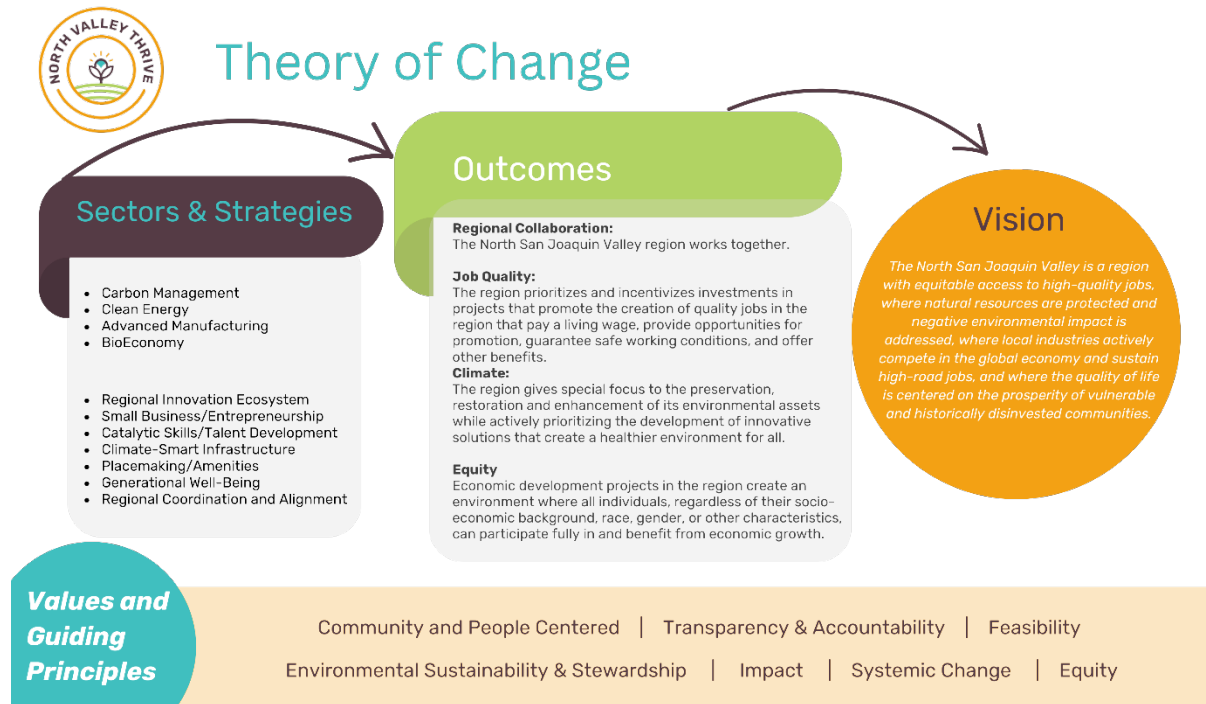 NORTH VALLEY THRIVE
Theory of Change
Sectors & Strategies
• Carbon Management
• Clean Energy
• Advanced Manufacturing
• BioEconomy
• Regional Innovation Ecosystem
• Small Business/Entrepreneurship
• Catalytic Skills/Talent Development
• Climate-Smart Infrastructure
• Placemaking/Amenities
• Generational Well-Being
• Regional Coordination and Alignment
Outcomes
Regional Collaboration:
The North San Joaquin Valley region works together.
Job Quality:
The region prioritizes and incentivizes investments in
projects that promote the creation of quality jobs in the
region that pay a living wage, provide opportunities for
promotion, guarantee safe working conditions, and offer
other benefits.
Climate:
The region gives special focus to the preservation,
restoration and enhancement of its environmental assets
while actively prioritizing the development of innovative
solutions that create a healthier environment for all.
Equity
Economic development projects in the region create an
environment where all individuals, regardless of their socio-
economic background, race, gender, or other characteristics,
can participate fully in and benefit from economic growth.
Vision
The North San Joaquin Valley is a region
with equitable access to high-quality jobs,
where natural resources are protected and
negative environmental impact is
addressed, where local industries actively
compete in the global economy and sustain
high-road jobs, and where the quality of life
is centered on the prosperity of vulnerable
and historically disinvested communities.
Values and
Guiding
Principles
Community and People Centered | Transparency & Accountability | Feasibility
Environmental Sustainability & Stewardship | Impact | Systemic Change | Equity